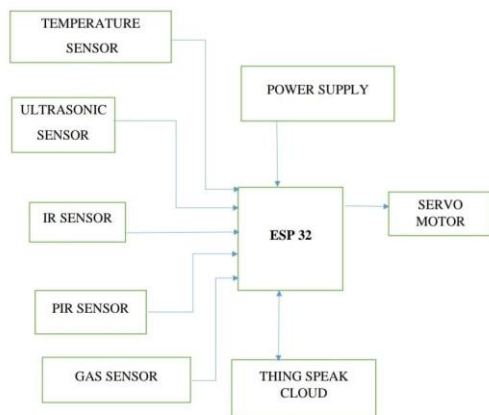 TEMPERATURE
SENSOR
ULTRASONIC
SENSOR
POWER SUPPLY
IR SENSOR
ESP 32
SERVO
MOTOR
PIR SENSOR
GAS SENSOR
THING SPEAK
CLOUD